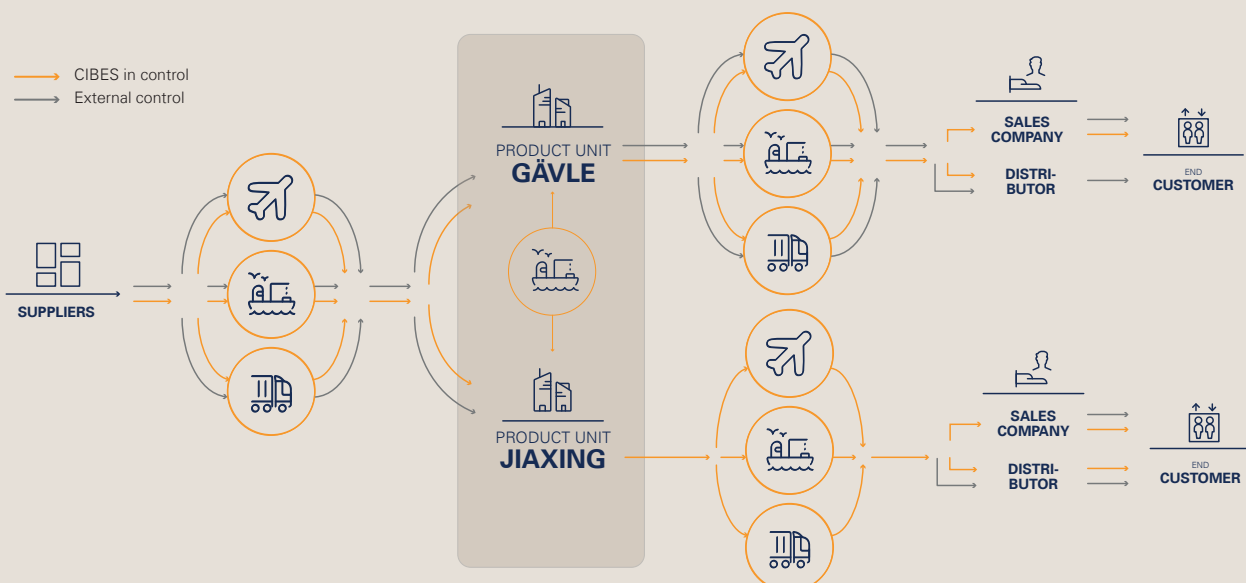 CIBES in control
External control
SUPPLIERS
PRODUCT UNIT
GÄVLE
PRODUCT UNIT
JIAXING
SALES
COMPANY
DISTRI-
BUTOR
END
CUSTOMER
SALES
COMPANY
DISTRI-
BUTOR
END
CUSTOMER